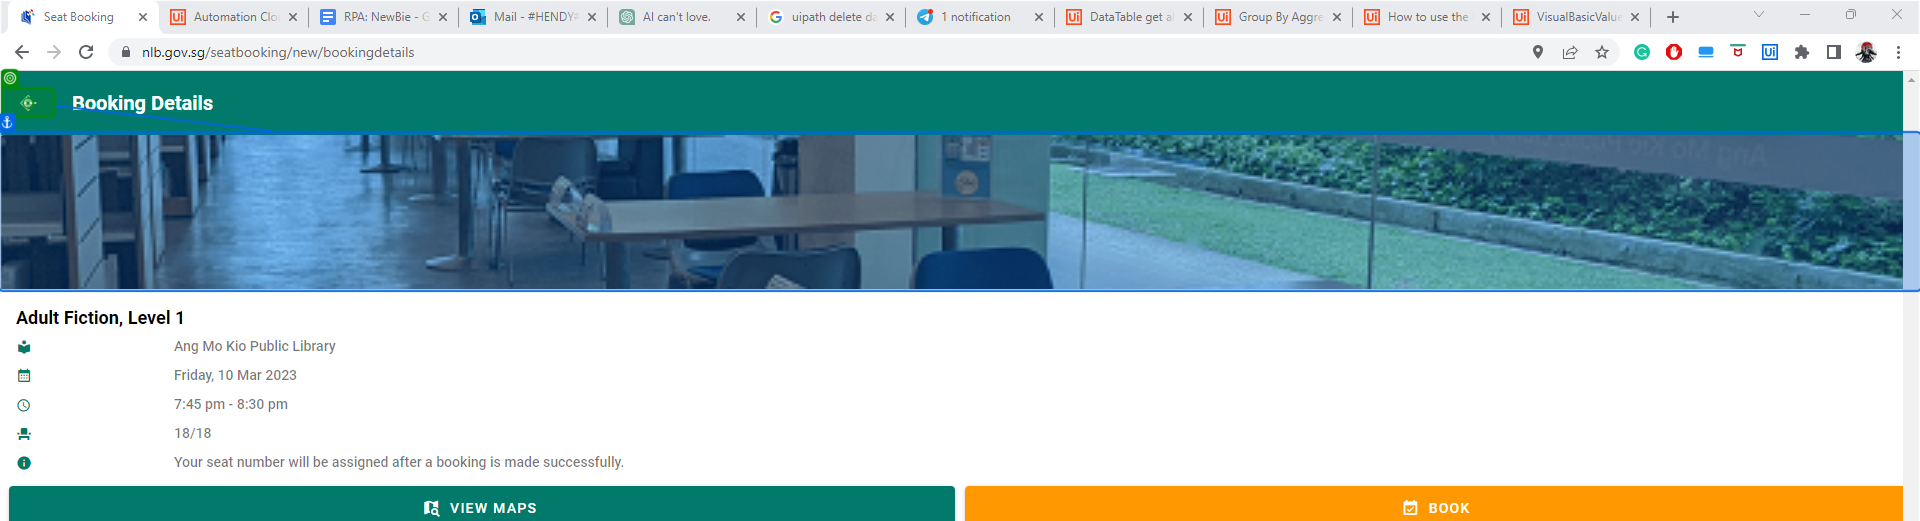 Seat Booking
Automation Clo
RPA: NewBie - G
Mail - #HENDY#
AI can't love.
uipath delete da
1 notification
DataTable get al
Group By Aggre
How to use the
VisualBasicValue
nlb.gov.sg/seatbooking/new/bookingdetails
Booking Details
Adult Fiction, Level 1
Ang Mo Kio Public Library
Friday, 10 Mar 2023
7:45 pm - 8:30 pm
18/18
Your seat number will be assigned after a booking is made successfully.
VIEW MAPS
BOOK